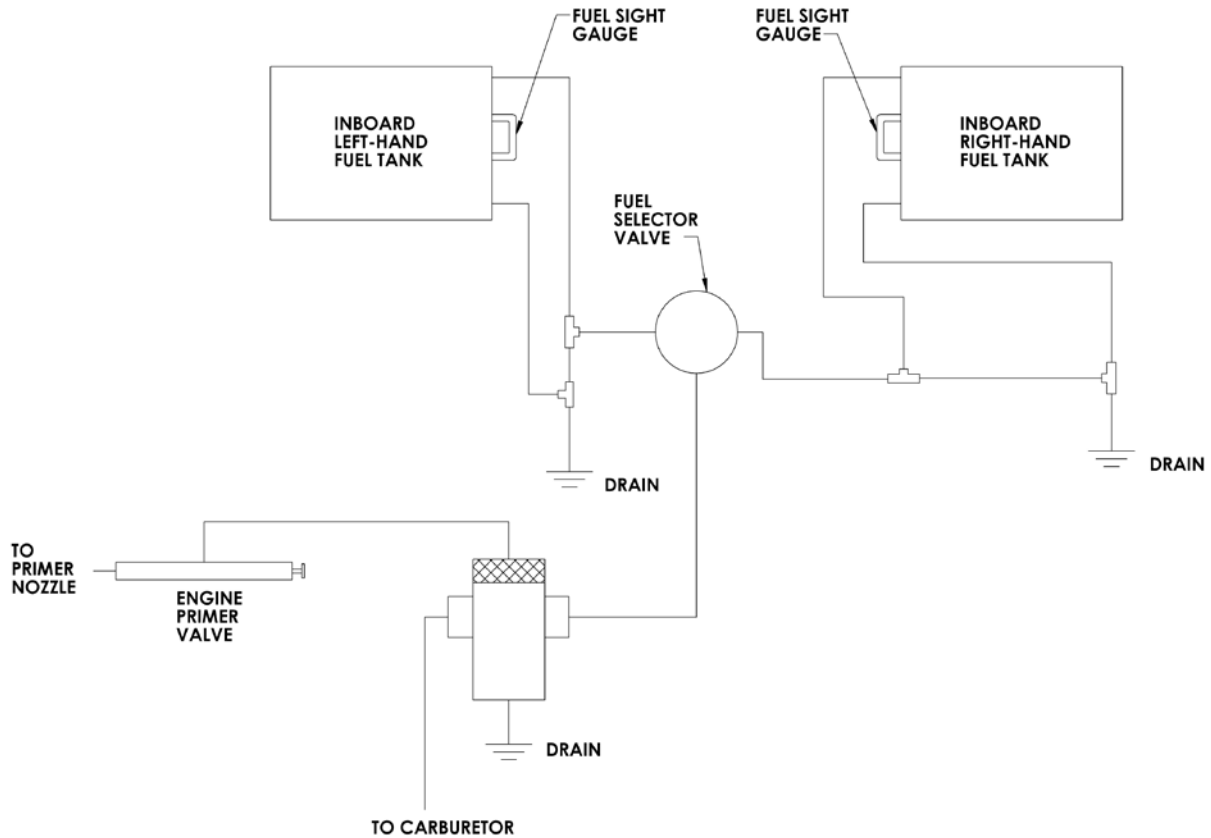 FUEL SIGHT
GAUGE
FUEL SIGHT
GAUGE
INBOARD
LEFT-HAND
FUEL TANK
INBOARD
RIGHT-HAND
FUEL TANK
FUEL
SELECTOR
VALVE
DRAIN
DRAIN
TO
PRIMER
NOZZLE
ENGINE
PRIMER
VALVE
DRAIN
TO CARBURETOR